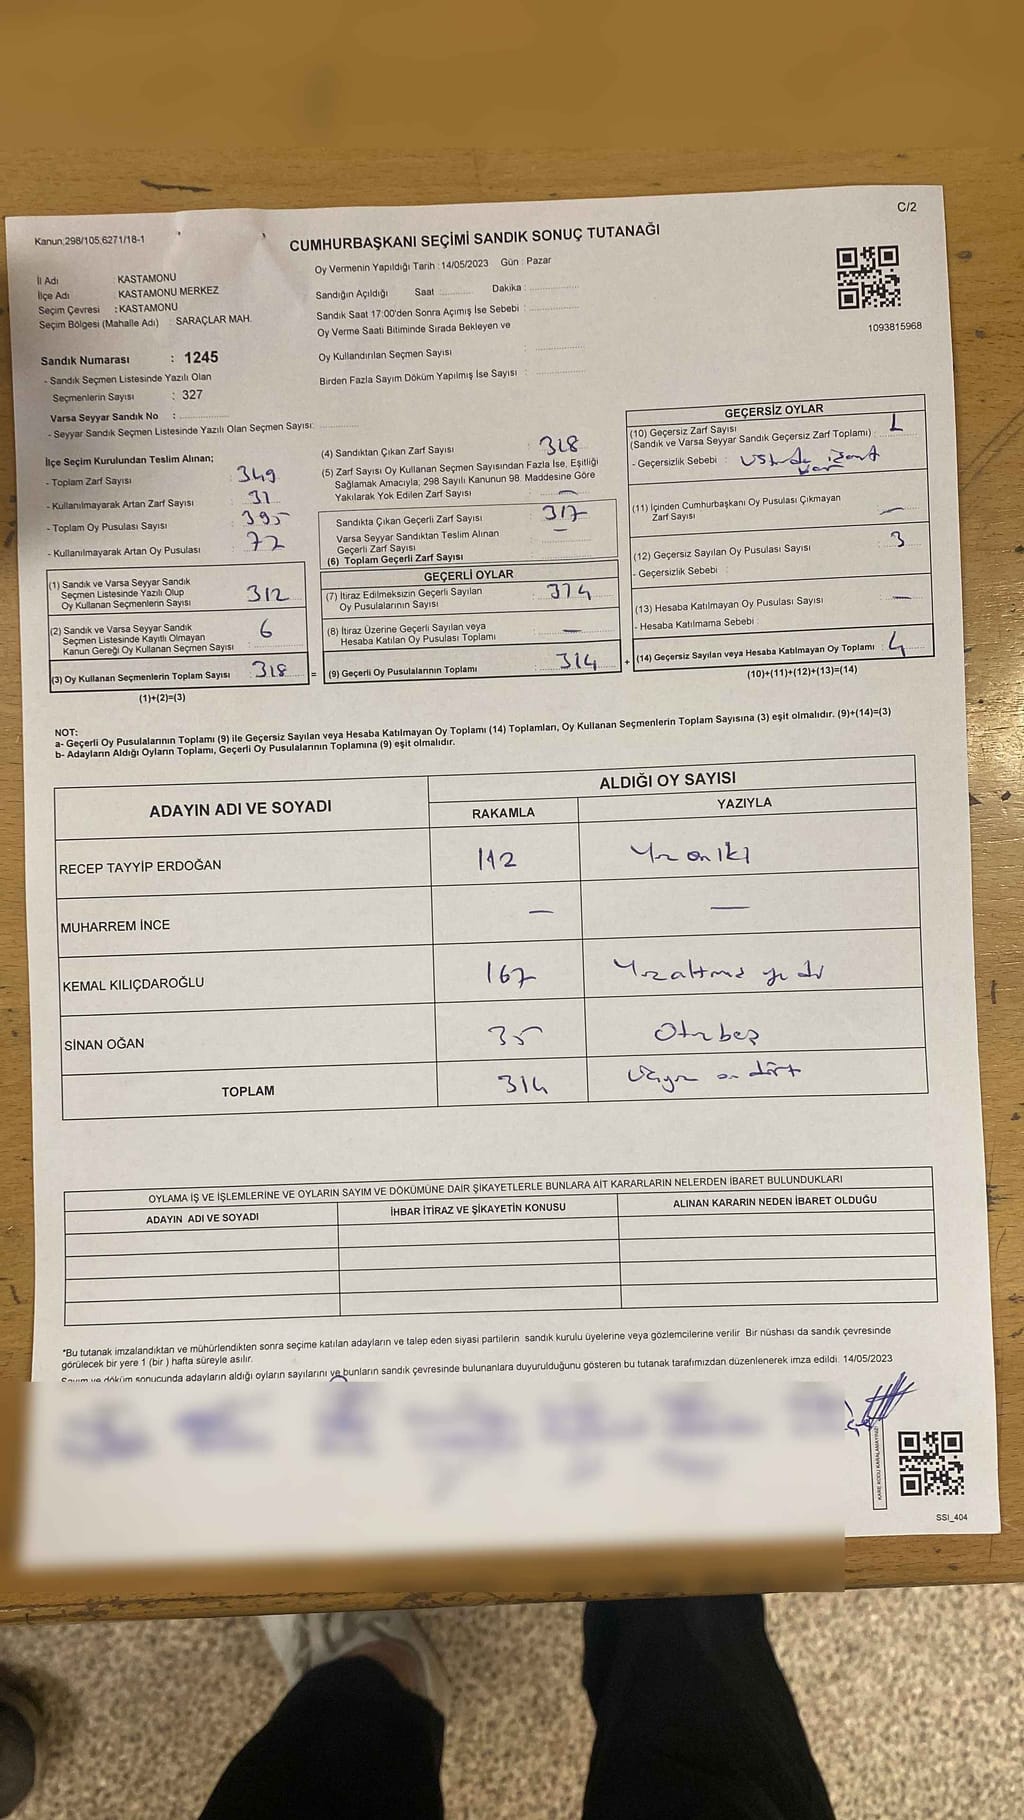 C/2
Kanun;298/105,6271/18-1
CUMHURBAŞKANI SEÇİMİ SANDIK SONUÇ TUTANAĞI
İl Adı : KASTAMONU
İlçe Adı : KASTAMONU MERKEZ
Seçim Çevresi : KASTAMONU
Seçim Bölgesi (Mahalle Adı) : SARAÇLAR MAH.
Sandık Numarası : 1245
- Sandık Seçmen Listesinde Yazılı Olan
Seçmenlerin Sayısı : 327
Varsa Seyyar Sandık No :
- Seyyar Sandık Seçmen Listesinde Yazılı Olan Seçmen Sayısı:
Oy Vermenin Yapıldığı Tarih : 14/05/2023 Gün : Pazar
Sandığın Açıldığı Saat Dakika :
Sandık Saat 17:00'den Sonra Açımış İse Sebebi :
Oy Verme Saati Bitiminde Sırada Bekleyen ve
Oy Kullandırılan Seçmen Sayısı :
Birden Fazla Sayım Döküm Yapılmış İse Sayısı :
1093815968
İlçe Seçim Kurulundan Teslim Alınan;
- Toplam Zarf Sayısı : 349
- Kullanılmayarak Artan Zarf Sayısı : 31
- Toplam Oy Pusulası Sayısı : 395
- Kullanılmayarak Artan Oy Pusulası : 72
(4) Sandıktan Çıkan Zarf Sayısı : 318
(5) Zarf Sayısı Oy Kullanan Seçmen Sayısından Fazla İse, Eşitliği
Sağlamak Amacıyla; 298 Sayılı Kanunun 98. Maddesine Göre
Yakılarak Yok Edilen Zarf Sayısı : —
Sandıkta Çıkan Geçerli Zarf Sayısı : 317
Varsa Seyyar Sandıktan Teslim Alınan
Geçerli Zarf Sayısı : —
(6) Toplam Geçerli Zarf Sayısı
GEÇERSİZ OYLAR
(10) Geçersiz Zarf Sayısı
(Sandık ve Varsa Seyyar Sandık Geçersiz Zarf Toplamı) : 1
- Geçersizlik Sebebi : var
(11) İçinden Cumhurbaşkanı Oy Pusulası Çıkmayan
Zarf Sayısı : —
(12) Geçersiz Sayılan Oy Pusulası Sayısı : 3
- Geçersizlik Sebebi :
(13) Hesaba Katılmayan Oy Pusulası Sayısı : —
- Hesaba Katılmama Sebebi :
(14) Geçersiz Sayılan veya Hesaba Katılmayan Oy Toplamı : 4
(10)+(11)+(12)+(13)=(14)
(1) Sandık ve Varsa Seyyar Sandık
Seçmen Listesinde Yazılı Olup
Oy Kullanan Seçmenlerin Sayısı : 312
(2) Sandık ve Varsa Seyyar Sandık
Seçmen Listesinde Kayıtlı Olmayan
Kanun Gereği Oy Kullanan Seçmen Sayısı : 6
(3) Oy Kullanan Seçmenlerin Toplam Sayısı : 318 =
(1)+(2)=(3)
GEÇERLİ OYLAR
(7) İtiraz Edilmeksizin Geçerli Sayılan
Oy Pusulalarının Sayısı : 314
(8) İtiraz Üzerine Geçerli Sayılan veya
Hesaba Katılan Oy Pusulası Toplamı : —
(9) Geçerli Oy Pusulalarının Toplamı : 314 +
NOT:
a- Geçerli Oy Pusulalarının Toplamı (9) ile Geçersiz Sayılan veya Hesaba Katılmayan Oy Toplamı (14) Toplamları, Oy Kullanan Seçmenlerin Toplam Sayısına (3) eşit olmalıdır. (9)+(14)=(3)
b- Adayların Aldığı Oyların Toplamı, Geçerli Oy Pusulalarının Toplamına (9) eşit olmalıdır.
ADAYIN ADI VE SOYADI
ALDIĞI OY SAYISI
RAKAMLA YAZIYLA
RECEP TAYYİP ERDOĞAN 112 Yüz on iki
MUHARREM İNCE — —
KEMAL KILIÇDAROĞLU 167 Yüzaltmış yedi
SİNAN OĞAN 35 Otuzbeş
TOPLAM 314 Üçyüz on dört
OYLAMA İŞ VE İŞLEMLERİNE VE OYLARIN SAYIM VE DÖKÜMÜNE DAİR ŞİKAYETLERLE BUNLARA AİT KARARLARIN NELERDEN İBARET BULUNDUKLARI
ADAYIN ADI VE SOYADI İHBAR İTİRAZ VE ŞİKAYETİN KONUSU ALINAN KARARIN NEDEN İBARET OLDUĞU
*Bu tutanak imzalandıktan ve mühürlendikten sonra seçime katılan adayların ve talep eden siyasi partilerin sandık kurulu üyelerine veya gözlemcilerine verilir. Bir nüshası da sandık çevresinde
görülecek bir yere 1 (bir ) hafta süreyle asılır.
Sayım ve döküm sonucunda adayların aldığı oyların sayılarını ve bunların sandık çevresinde bulunanlara duyurulduğunu gösteren bu tutanak tarafımızdan düzenlenerek imza edildi. 14/05/2023
KARE KODU KARALAMAYINIZ
SSI_404